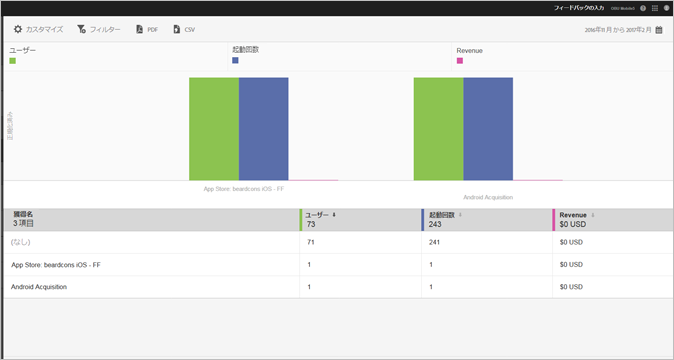 フィードバックの入力
カスタマイズ フィルター PDF CSV
2016年11月 から 2017年2月
ユーザー 起動回数 Revenue
正規化済み
App Store: beardcons iOS - FF
Android Acquisition
獲得名 ユーザー 起動回数 Revenue
3 項目 73 243 $0 USD
(なし) 71 241 $0 USD
App Store: beardcons iOS - FF 1 1 $0 USD
Android Acquisition 1 1 $0 USD